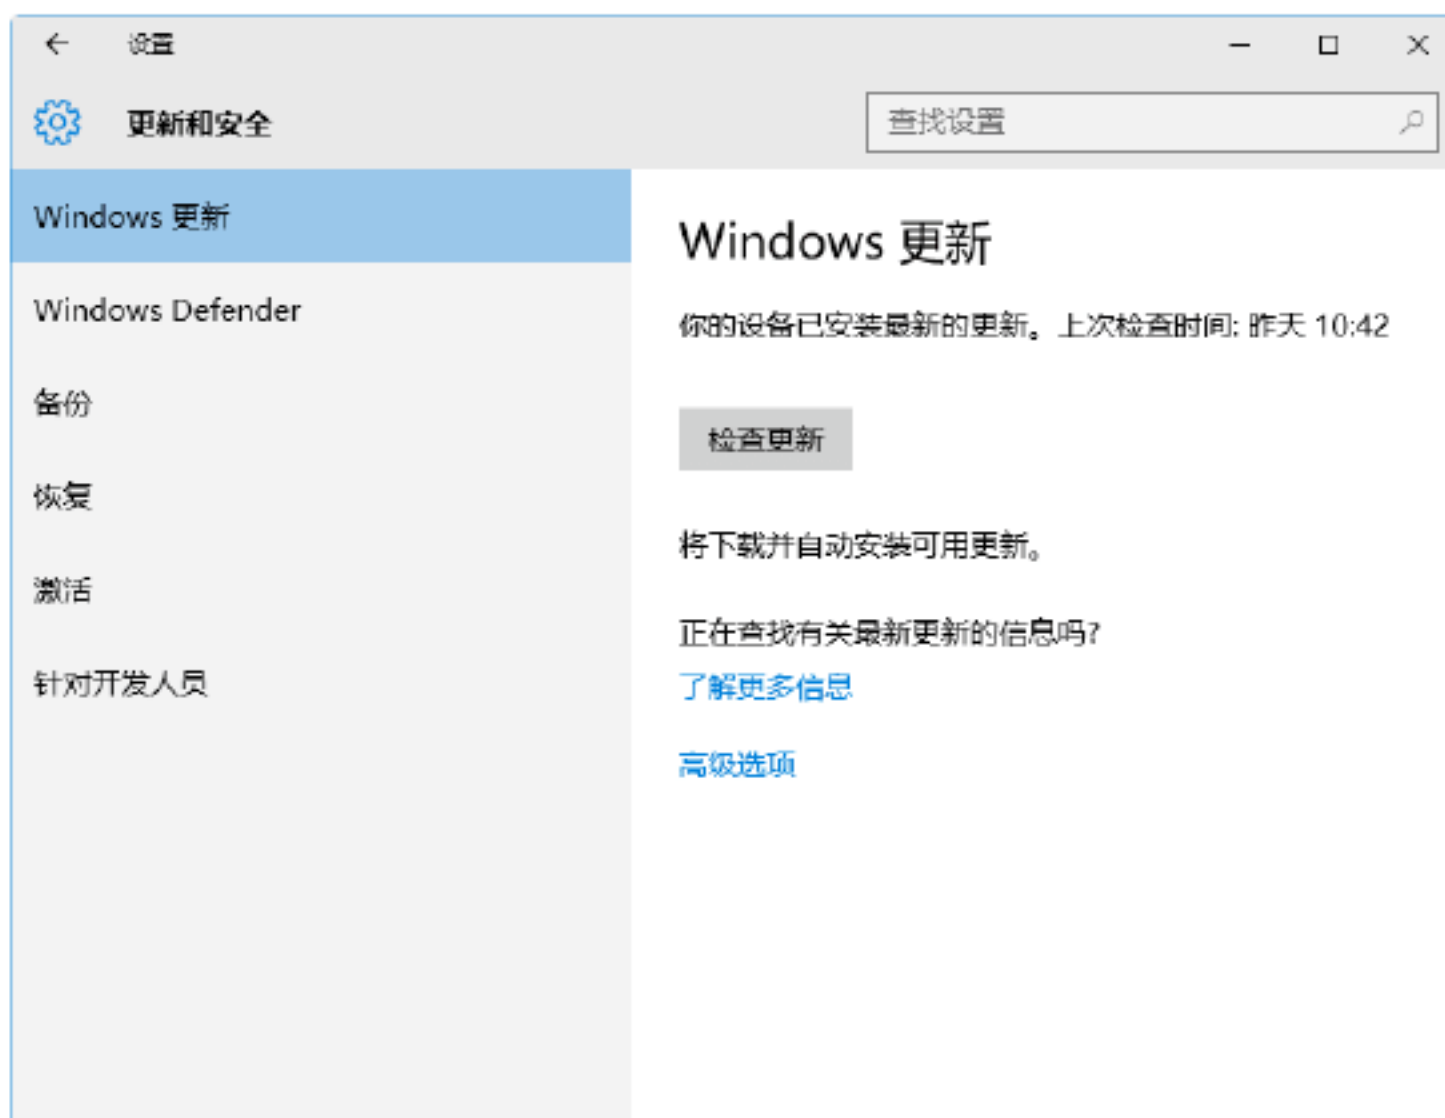 设置
更新和安全
查找设置
Windows 更新
Windows Defender
备份
恢复
激活
针对开发人员
Windows 更新
你的设备已安装最新的更新。上次检查时间: 昨天 10:42
检查更新
将下载并自动安装可用更新。
正在查找有关最新更新的信息吗?
了解更多信息
高级选项